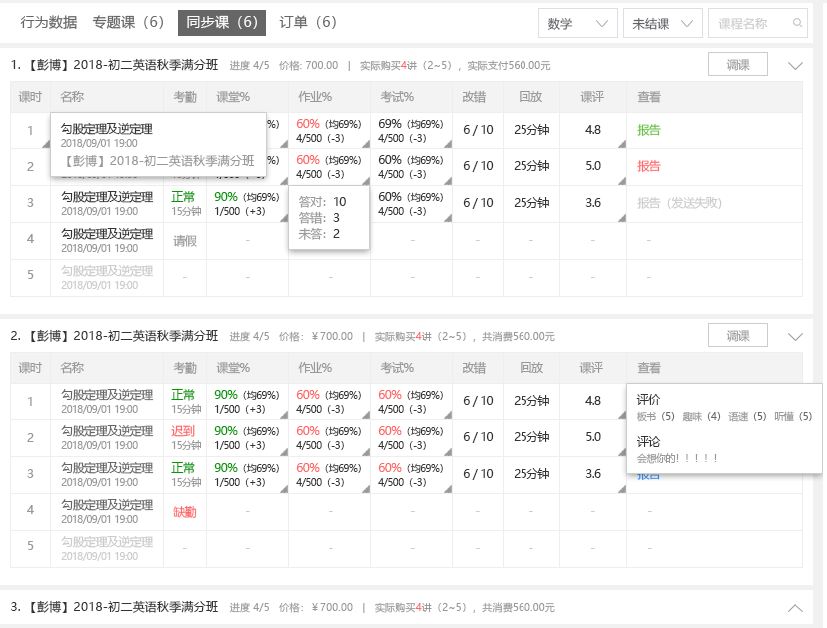 行为数据 专题课（6） 同步课（6） 订单（6） 数学 未结课 课程名称
1. 【彭博】2018-初二英语秋季满分班 进度 4/5 价格: 700.00 | 实际购买4讲（2~5），实际支付560.00元 调课
课时 名称 考勤 课堂% 作业% 考试% 改错 回放 课评 查看
1 勾股定理及逆定理 %) 60%（均69%） 69%（均69%） 6 / 10 25分钟 4.8 报告
2018/09/01 19:00 4/500（-3） 4/500（-3）
【彭博】2018-初二英语秋季满分班
2 %) 60%（均69%） 60%（均69%） 6 / 10 25分钟 5.0 报告
4/500（-3） 4/500（-3）
3 勾股定理及逆定理 正常 90%（均69%） 60%（均69%） 6 / 10 25分钟 3.6 报告（发送失败）
2018/09/01 19:00 15分钟 1/500（+3） 4/500（-3）
答对: 10
答错: 3
未答: 2
4 勾股定理及逆定理 请假 - - - - - -
2018/09/01 19:00
5 勾股定理及逆定理 - - - - - - -
2018/09/01 19:00
2. 【彭博】2018-初二英语秋季满分班 进度 4/5 价格: ￥700.00 | 实际购买4讲（2~5），共消费560.00元 调课
课时 名称 考勤 课堂% 作业% 考试% 改错 回放 课评 查看
1 勾股定理及逆定理 正常 90%（均69%） 60%（均69%） 60%（均69%） 6 / 10 25分钟 4.8
2018/09/01 19:00 15分钟 1/500（+3） 4/500（-3） 4/500（-3）
评价
板书（5） 趣味（4） 语速（5） 听懂（5）
评论
会想你的！！！！！
2 勾股定理及逆定理 迟到 90%（均69%） 60%（均69%） 60%（均69%） 6 / 10 25分钟 5.0
2018/09/01 19:00 15分钟 1/500（+3） 4/500（-3） 4/500（-3）
3 勾股定理及逆定理 正常 90%（均69%） 60%（均69%） 60%（均69%） 6 / 10 25分钟 3.6 报告
2018/09/01 19:00 15分钟 1/500（+3） 4/500（-3） 4/500（-3）
4 勾股定理及逆定理 缺勤 - - - - - - -
2018/09/01 19:00
5 勾股定理及逆定理 - - - - - - - -
2018/09/01 19:00
3. 【彭博】2018-初二英语秋季满分班 进度 4/5 价格: ￥700.00 | 实际购买4讲（2~5），共消费560.00元